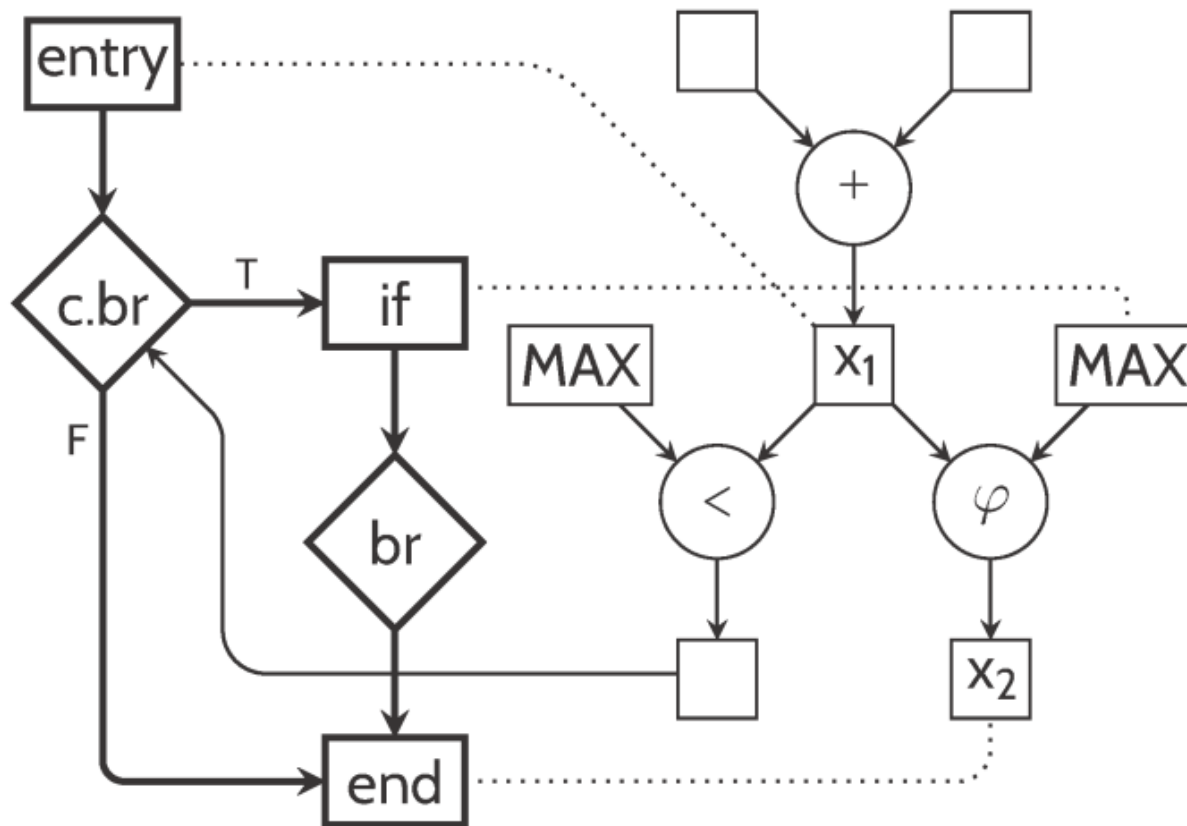 entry
+
c.br
T
if
MAX
x₁
MAX
F
<
φ
br
x₂
end